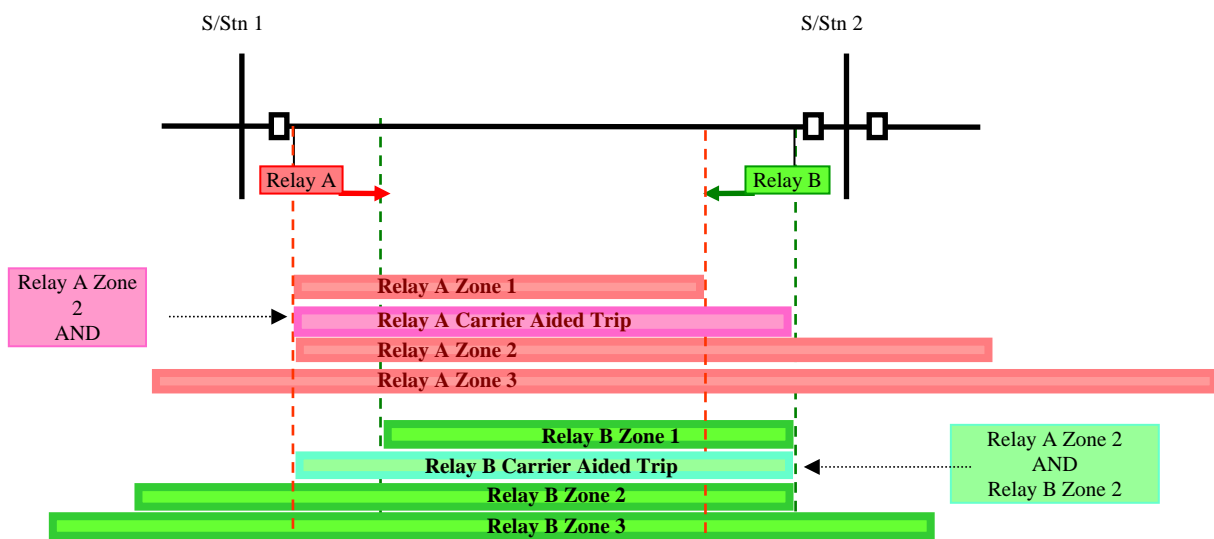 S/Stn 1
S/Stn 2
Relay A
Relay B
Relay A Zone
2
AND
Relay A Zone 1
Relay A Carrier Aided Trip
Relay A Zone 2
Relay A Zone 3
Relay B Zone 1
Relay B Carrier Aided Trip
Relay B Zone 2
Relay B Zone 3
Relay A Zone 2
AND
Relay B Zone 2